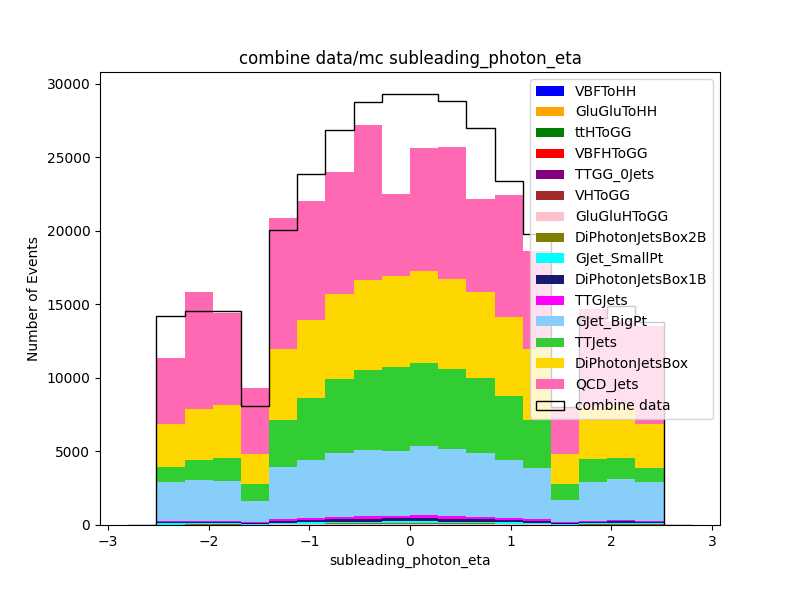 combine data/mc subleading_photon_eta
Number of Events
30000
25000
20000
15000
10000
5000
0
−3
−2
−1
0
1
2
3
subleading_photon_eta
VBFToHH
GluGluToHH
ttHToGG
VBFHToGG
TTGG_0Jets
VHToGG
GluGluHToGG
DiPhotonJetsBox2B
GJet_SmallPt
DiPhotonJetsBox1B
TTGJets
GJet_BigPt
TTJets
DiPhotonJetsBox
QCD_Jets
combine data